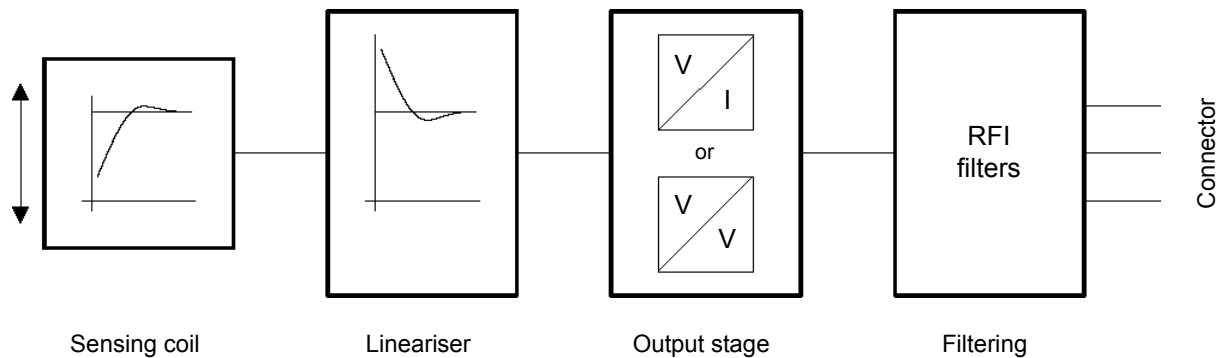 V
I
or
V
V
RFI
filters
Connector
Sensing coil
Lineariser
Output stage
Filtering